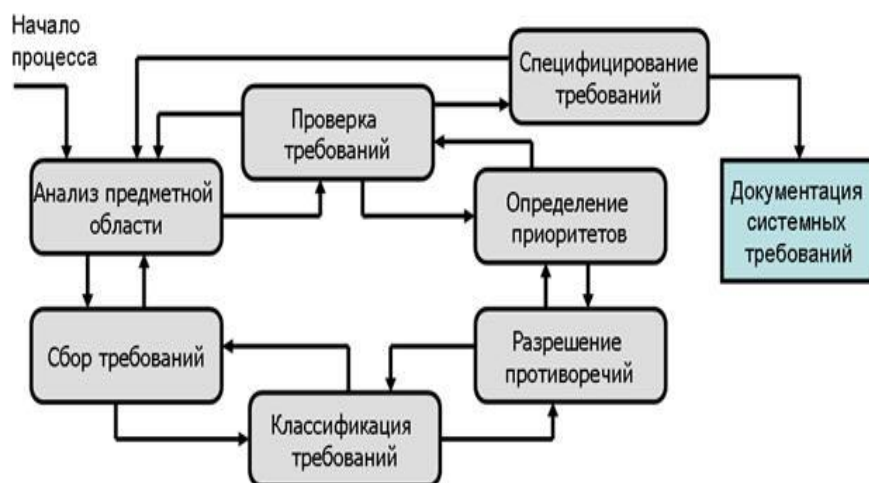 Начало
процесса
Спецификация
требований
Проверка
требований
Анализ предметной
области
Определение
приоритетов
Документация
системных
требований
Сбор требований
Разрешение
противоречий
Классификация
требований